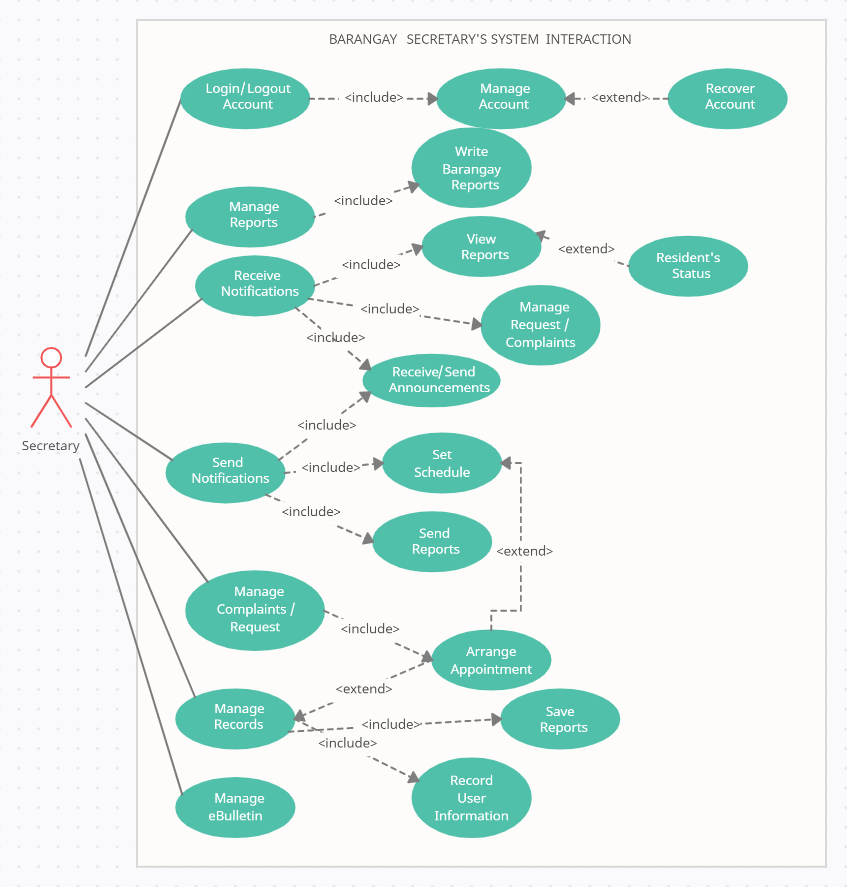 BARANGAY SECRETARY'S SYSTEM INTERACTION
Login/Logout
Account
<include>
Manage
Account
<extend>
Recover
Account
Write
Barangay
Reports
<include>
Manage
Reports
View
Reports
<extend>
Resident's
Status
Receive
Notifications
<include>
<include>
Manage
Request /
Complaints
<include>
Receive/Send
Announcements
Secretary
<include>
Send
Notifications
<include>
Set
Schedule
<include>
Send
Reports
<extend>
Manage
Complaints /
Request
<include>
Arrange
Appointment
<extend>
Manage
Records
<include>
Save
Reports
<include>
Record
User
Information
Manage
eBulletin